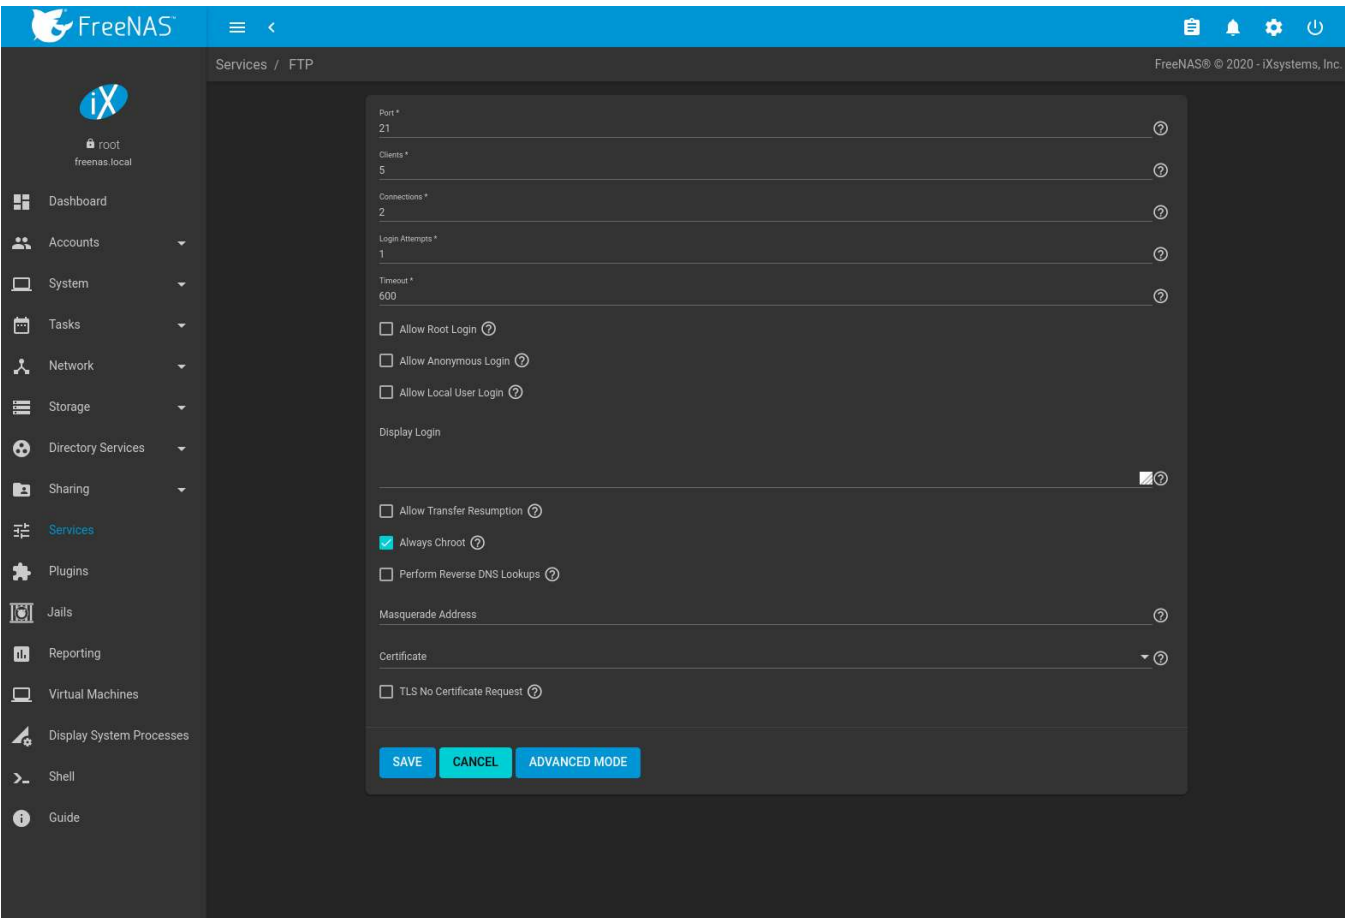 FreeNAS
Services / FTP
FreeNAS® © 2020 - iXsystems, Inc.
iX
root
freenas.local
Dashboard
Accounts
System
Tasks
Network
Storage
Directory Services
Sharing
Services
Plugins
Jails
Reporting
Virtual Machines
Display System Processes
Shell
Guide
Port *
21
Clients *
5
Connections *
2
Login Attempts *
1
Timeout *
600
Allow Root Login
Allow Anonymous Login
Allow Local User Login
Display Login
Allow Transfer Resumption
Always Chroot
Perform Reverse DNS Lookups
Masquerade Address
Certificate
TLS No Certificate Request
SAVE CANCEL ADVANCED MODE